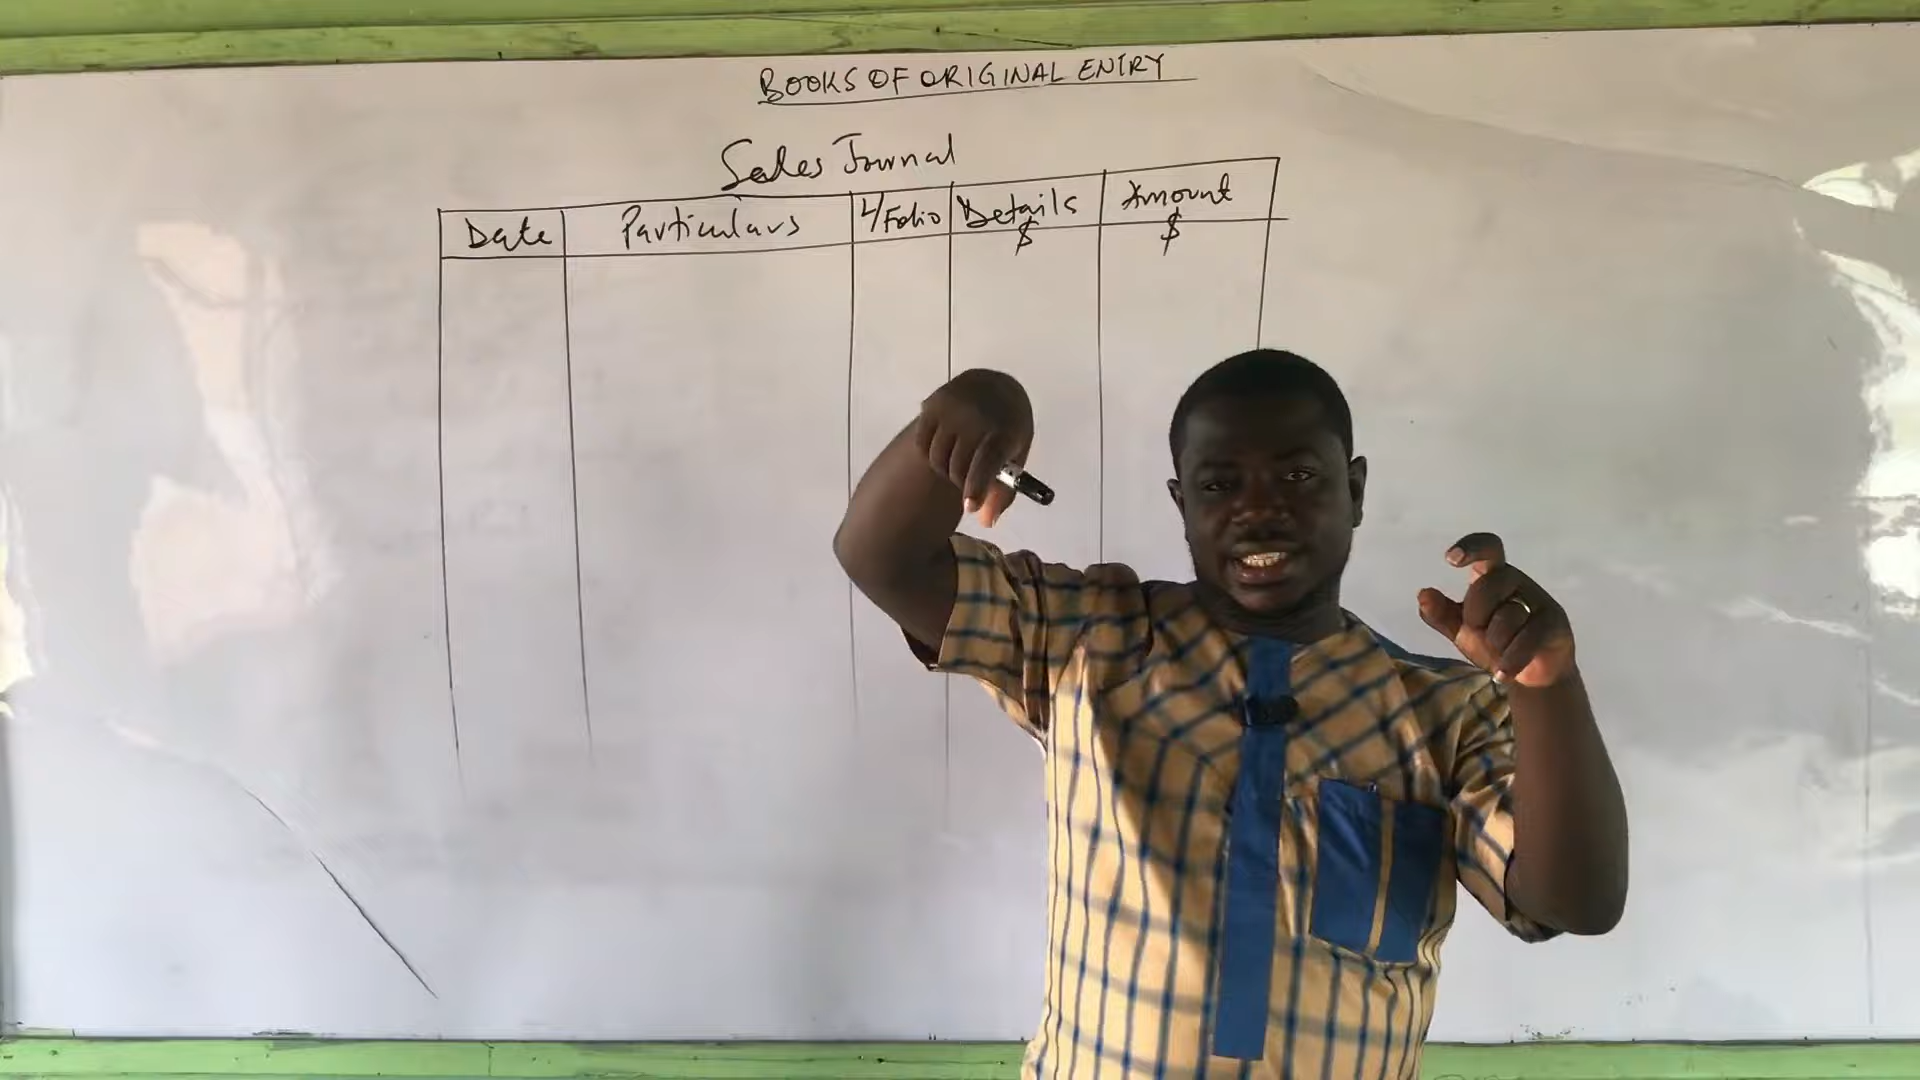 BOOKS OF ORIGINAL ENTRY
Sales Journal
Date Particulars L/Folio Details Amount
$ $